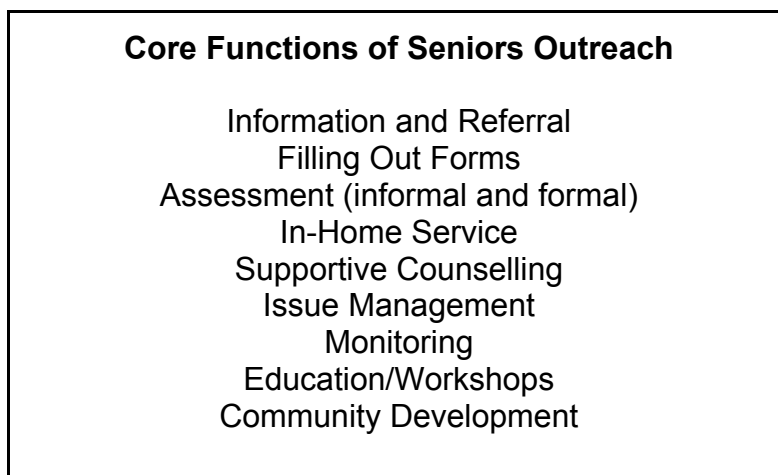 Core Functions of Seniors Outreach
Information and Referral
Filling Out Forms
Assessment (informal and formal)
In-Home Service
Supportive Counselling
Issue Management
Monitoring
Education/Workshops
Community Development